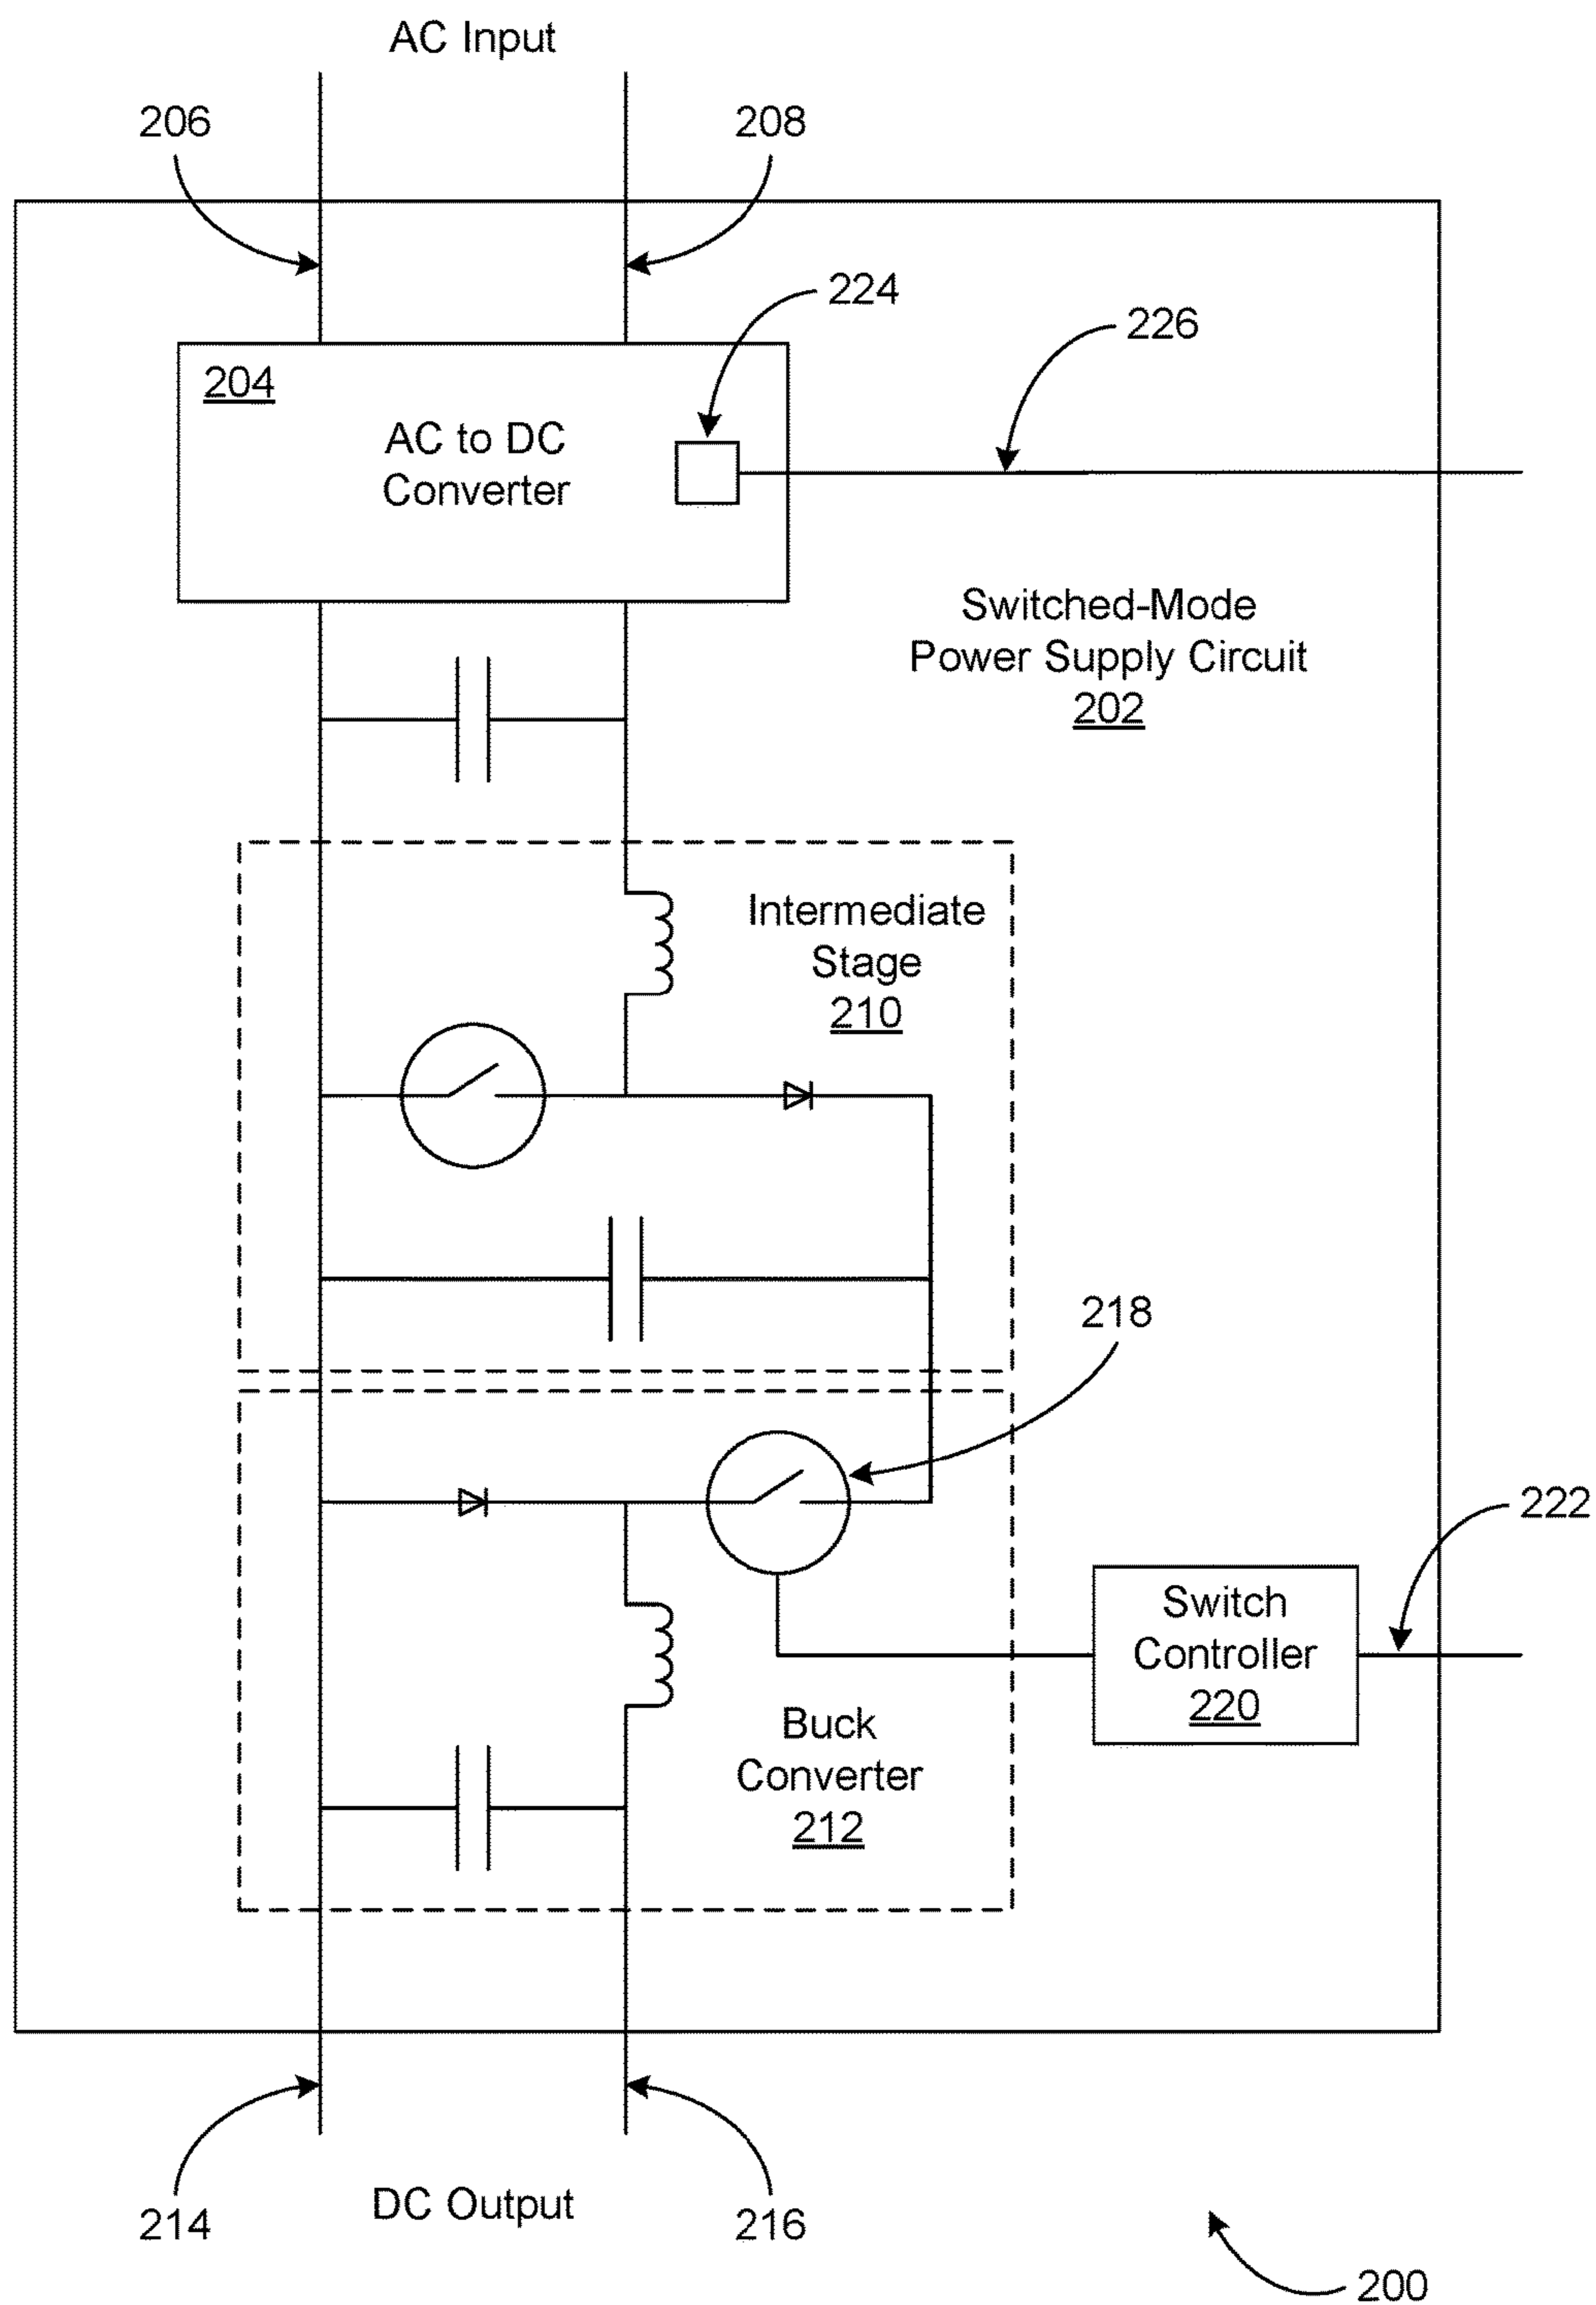 AC Input
206
208
224
226
204
AC to DC
Converter
Switched-Mode
Power Supply Circuit
202
Intermediate
Stage
210
218
222
Switch
Controller
220
Buck
Converter
212
214
DC Output
216
200